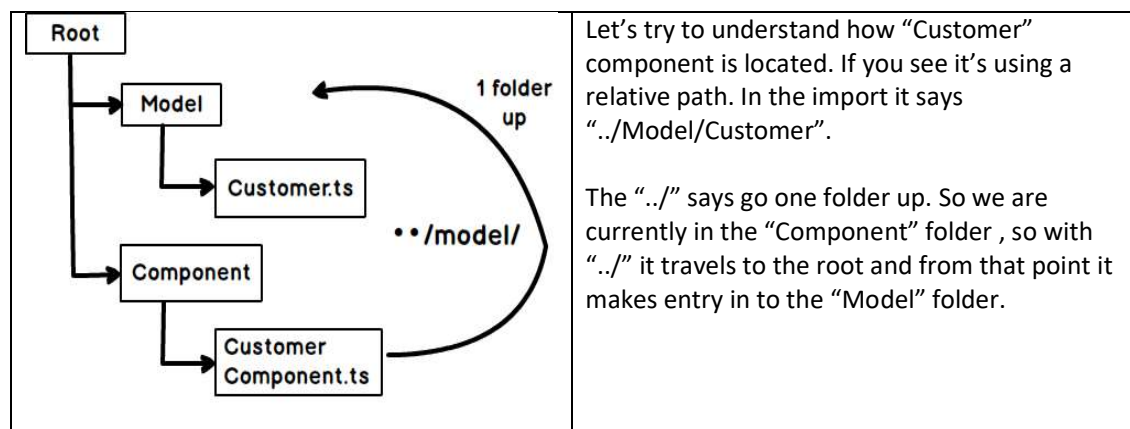 Root
Model
Customer.ts
Component
Customer
Component.ts
1 folder
up
../model/
Let’s try to understand how “Customer”
component is located. If you see it’s using a
relative path. In the import it says
“../Model/Customer”.
The “../” says go one folder up. So we are
currently in the “Component” folder , so with
“../” it travels to the root and from that point it
makes entry in to the “Model” folder.